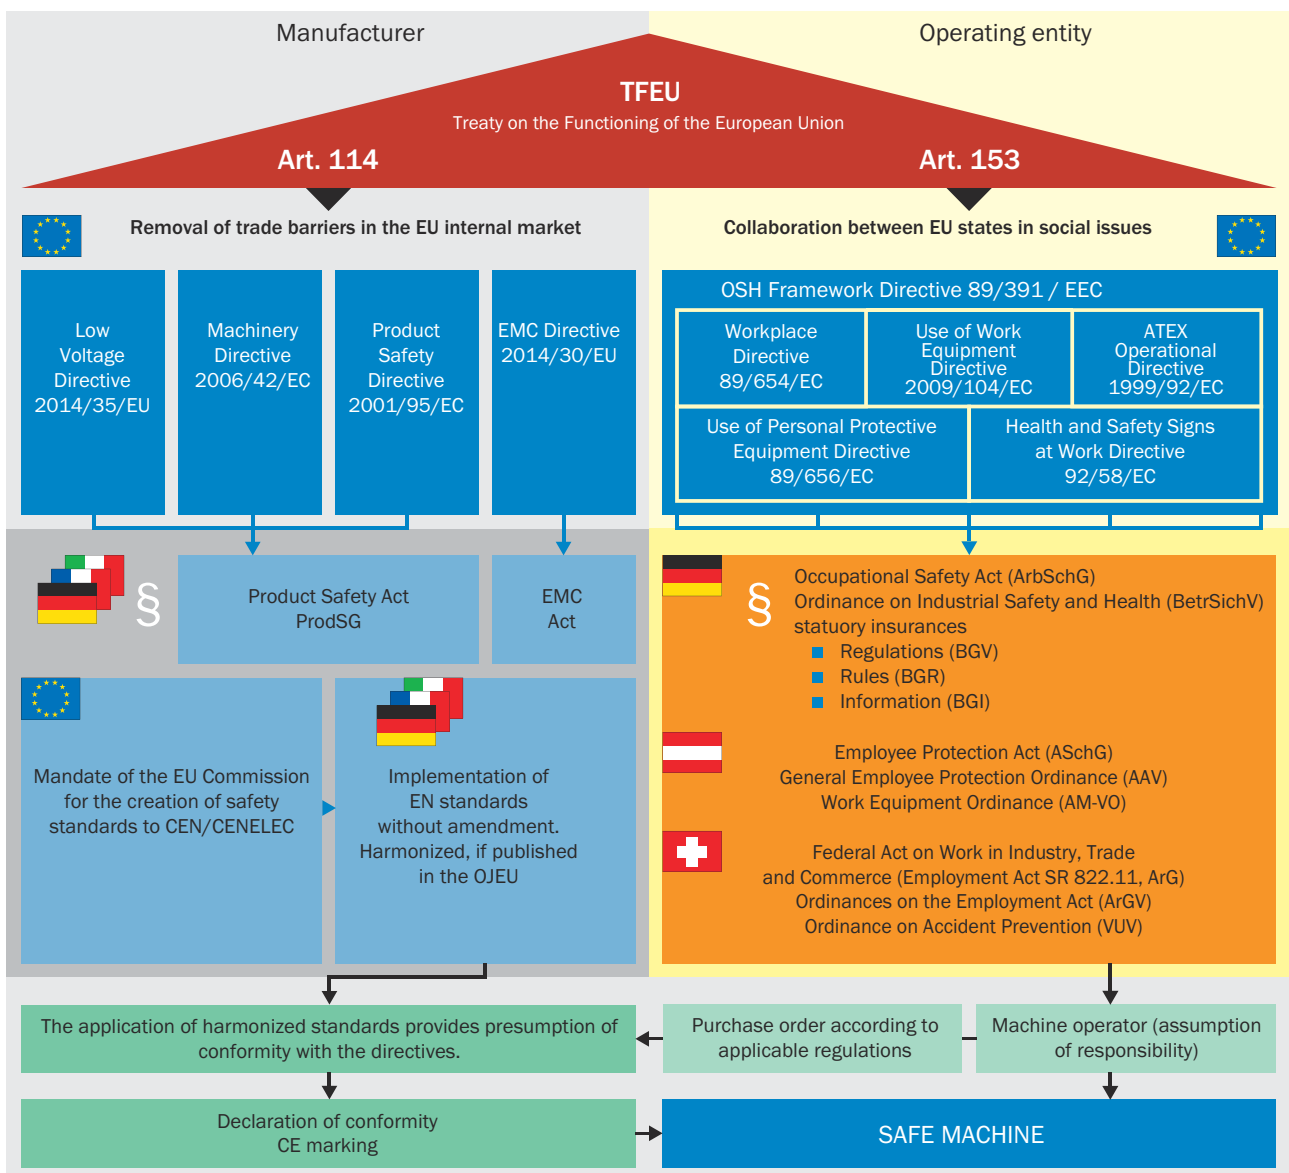 Manufacturer
Operating entity
TFEU
Treaty on the Functioning of the European Union
Art. 114
Art. 153
Removal of trade barriers in the EU internal market
Collaboration between EU states in social issues
Low
Voltage
Directive
2014/35/EU
Machinery
Directive
2006/42/EC
Product
Safety
Directive
2001/95/EC
EMC Directive
2014/30/EU
OSH Framework Directive 89/391 / EEC
Workplace
Directive
89/654/EC
Use of Work
Equipment
Directive
2009/104/EC
ATEX
Operational
Directive
1999/92/EC
Use of Personal Protective
Equipment Directive
89/656/EC
Health and Safety Signs
at Work Directive
92/58/EC
§
Product Safety Act
ProdSG
EMC
Act
§
Occupational Safety Act (ArbSchG)
Ordinance on Industrial Safety and Health (BetrSichV)
statuory insurances
Regulations (BGV)
Rules (BGR)
Information (BGI)
Mandate of the EU Commission
for the creation of safety
standards to CEN/CENELEC
Implementation of
EN standards
without amendment.
Harmonized, if published
in the OJEU
Employee Protection Act (ASchG)
General Employee Protection Ordinance (AAV)
Work Equipment Ordinance (AM-VO)
Federal Act on Work in Industry, Trade
and Commerce (Employment Act SR 822.11, ArG)
Ordinances on the Employment Act (ArGV)
Ordinance on Accident Prevention (VUV)
The application of harmonized standards provides presumption of
conformity with the directives.
Purchase order according to
applicable regulations
Machine operator (assumption
of responsibility)
Declaration of conformity
CE marking
SAFE MACHINE